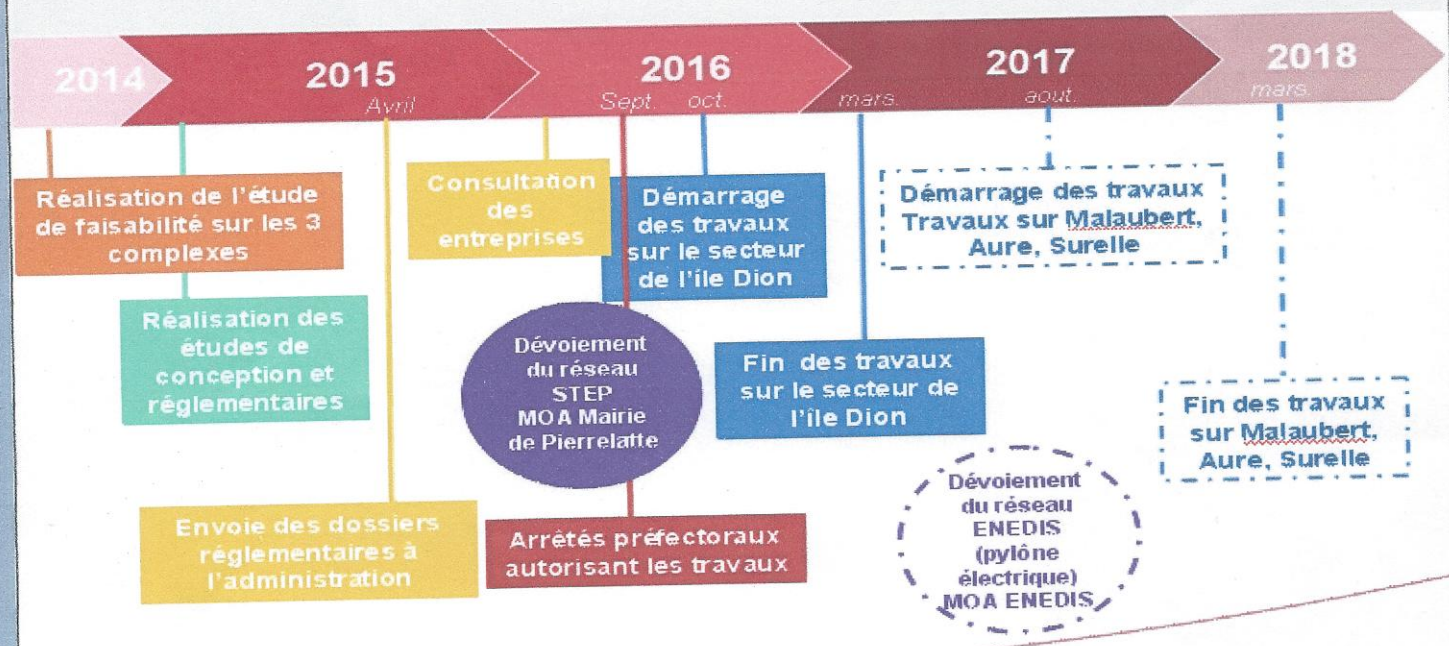 2014
2015
Avril
2016
Sept. oct.
2017
mars. aout.
2018
mars.
Réalisation de l'étude
de faisabilité sur les 3
complexes
Réalisation des
études de
conception et
réglementaires
Envoie des dossiers
réglementaires à
l'administration
Consultation
des
entreprises
Dévoiement
du réseau
STEP
MOA Mairie
de Pierrelatte
Arrêtés préfectoraux
autorisant les travaux
Démarrage
des travaux
sur le secteur
de l'île Dion
Fin des travaux
sur le secteur de
l'île Dion
Démarrage des travaux
Travaux sur Malaubert,
Aure, Surelle
Dévoiement
du réseau
ENEDIS
(pylône
électrique)
MOA ENEDIS
Fin des travaux
sur Malaubert,
Aure, Surelle